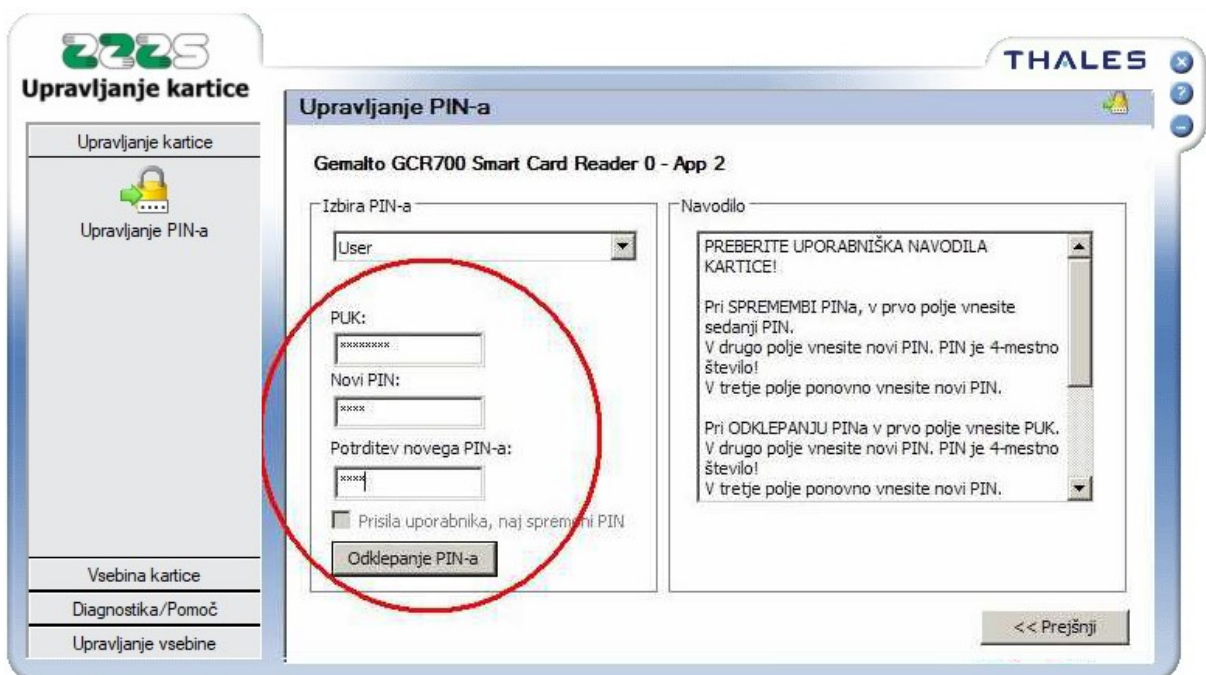 ZZZS
Upravljanje kartice
THALES
Upravljanje kartice
Upravljanje PIN-a
Vsebina kartice
Diagnostika/Pomoč
Upravljanje vsebine
Upravljanje PIN-a
Gemalto GCR700 Smart Card Reader 0 - App 2
Izbira PIN-a
User
PUK:
********
Novi PIN:
****
Potrditev novega PIN-a:
****
Prisila uporabnika, naj spremeni PIN
Odklepanje PIN-a
Navodilo
PREBERITE UPORABNIŠKA NAVODILA
KARTICE!
Pri SPREMEMBI PINa, v prvo polje vnesite
sedanji PIN.
V drugo polje vnesite novi PIN. PIN je 4-mestno
število!
V tretje polje ponovno vnesite novi PIN.
Pri ODKLEPANJU PINa v prvo polje vnesite PUK.
V drugo polje vnesite novi PIN. PIN je 4-mestno
število!
V tretje polje ponovno vnesite novi PIN.
<< Prejšnji